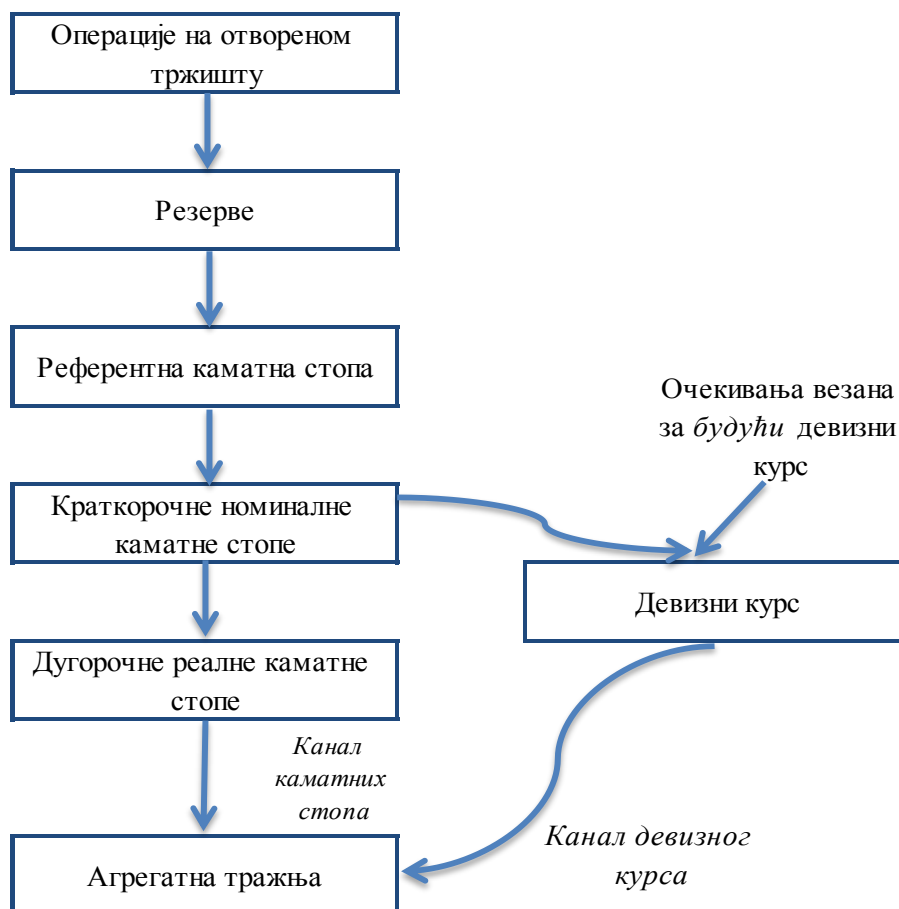 Операције на отвореном
тржишту
Резерве
Референтна каматна стопа
Очекивања везана
за будући девизни
курс
Краткорочне номиналне
каматне стопе
Девизни курс
Дугорочне реалне каматне
стопе
Канал
каматних
стопа
Канал девизног
курса
Агрегатна тражња